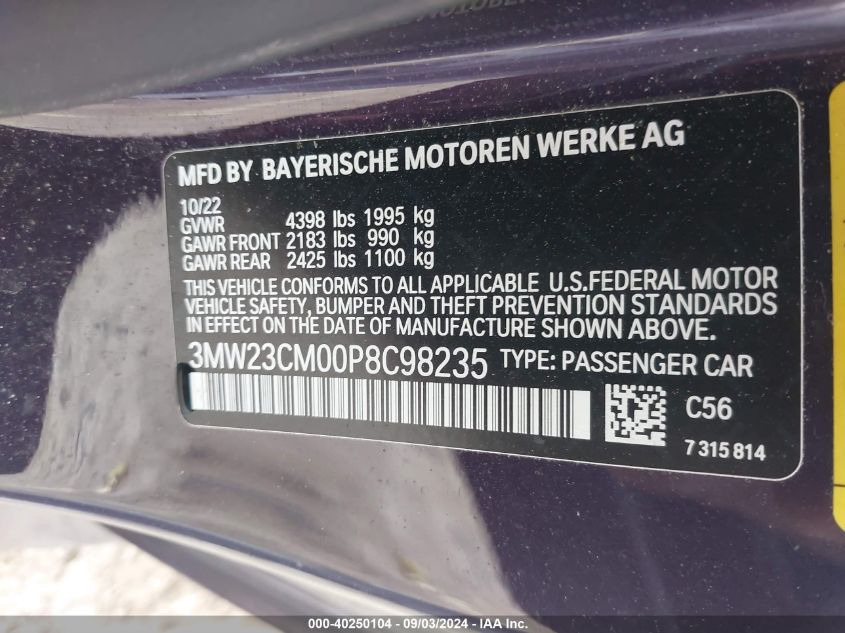 MFD BY BAYERISCHE MOTOREN WERKE AG
10/22
GVWR 4398 lbs 1995 kg
GAWR FRONT 2183 lbs 990 kg
GAWR REAR 2425 lbs 1100 kg
THIS VEHICLE CONFORMS TO ALL APPLICABLE U.S.FEDERAL MOTOR
VEHICLE SAFETY, BUMPER AND THEFT PREVENTION STANDARDS
IN EFFECT ON THE DATE OF MANUFACTURE SHOWN ABOVE.
3MW23CM00P8C98235 TYPE: PASSENGER CAR
C56
7 315 814
000-40250104 - 09/03/2024 - IAA Inc.